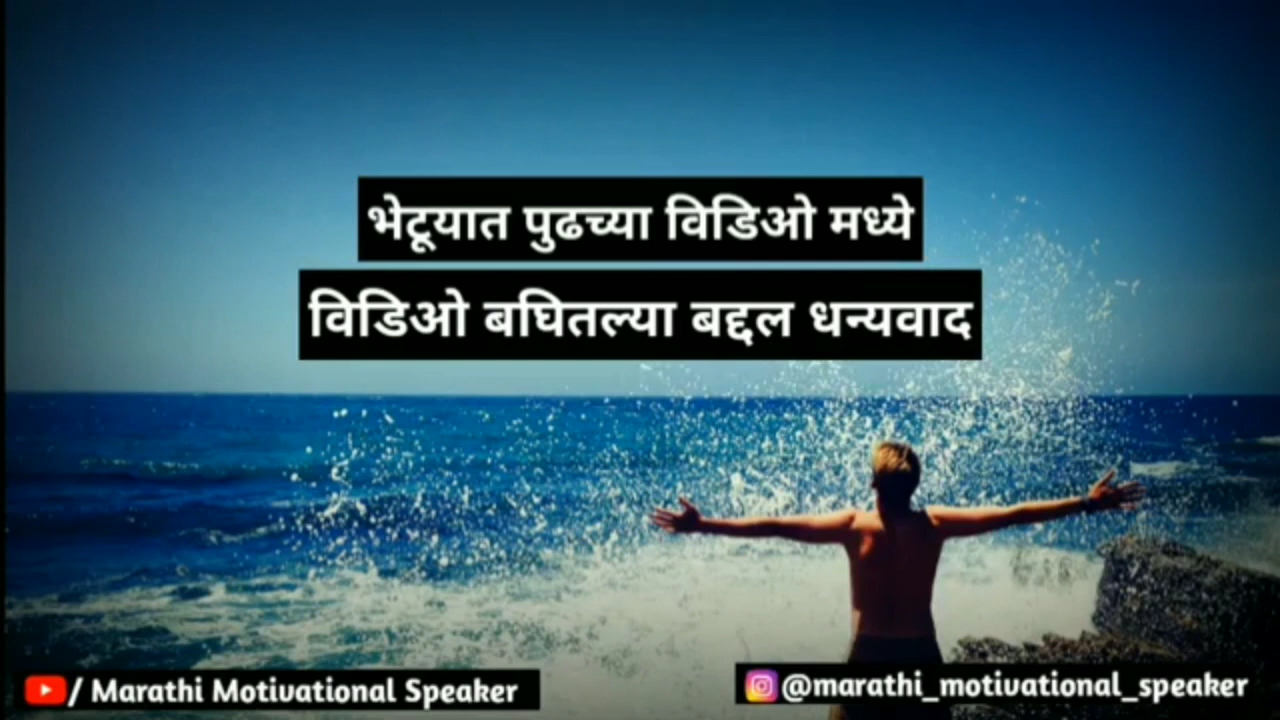 भेटूयात पुढच्या विडिओ मध्ये
विडिओ बघितल्या बद्दल धन्यवाद
/ Marathi Motivational Speaker
@marathi_motivational_speaker